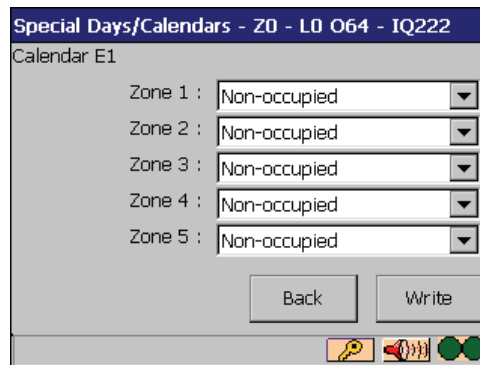 Special Days/Calendars - Z0 - L0 O64 - IQ222
Calendar E1
Zone 1 : Non-occupied
Zone 2 : Non-occupied
Zone 3 : Non-occupied
Zone 4 : Non-occupied
Zone 5 : Non-occupied
Back Write